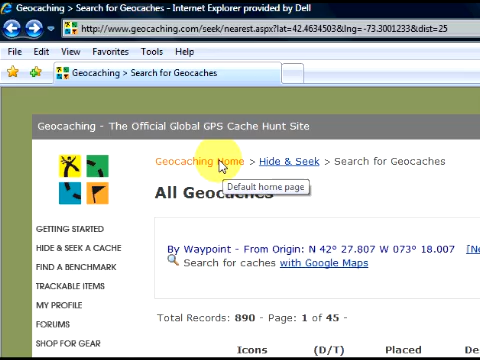 Geocaching > Search for Geocaches - Internet Explorer provided by Dell
http://www.geocaching.com/seek/nearest.aspx?lat=42.4634503&lng= -73.3001233&dist=25
File Edit View Favorites Tools Help
Geocaching > Search for Geocaches
Geocaching - The Official Global GPS Cache Hunt Site
Geocaching Home > Hide & Seek > Search for Geocaches
Default home page
All Geocaches
GETTING STARTED
HIDE & SEEK A CACHE
FIND A BENCHMARK
TRACKABLE ITEMS
MY PROFILE
FORUMS
SHOP FOR GEAR
By Waypoint - From Origin: N 42° 27.807 W 073° 18.007 [Ne
Search for caches with Google Maps
Total Records: 890 - Page: 1 of 45 -
Icons (D/T) Placed De